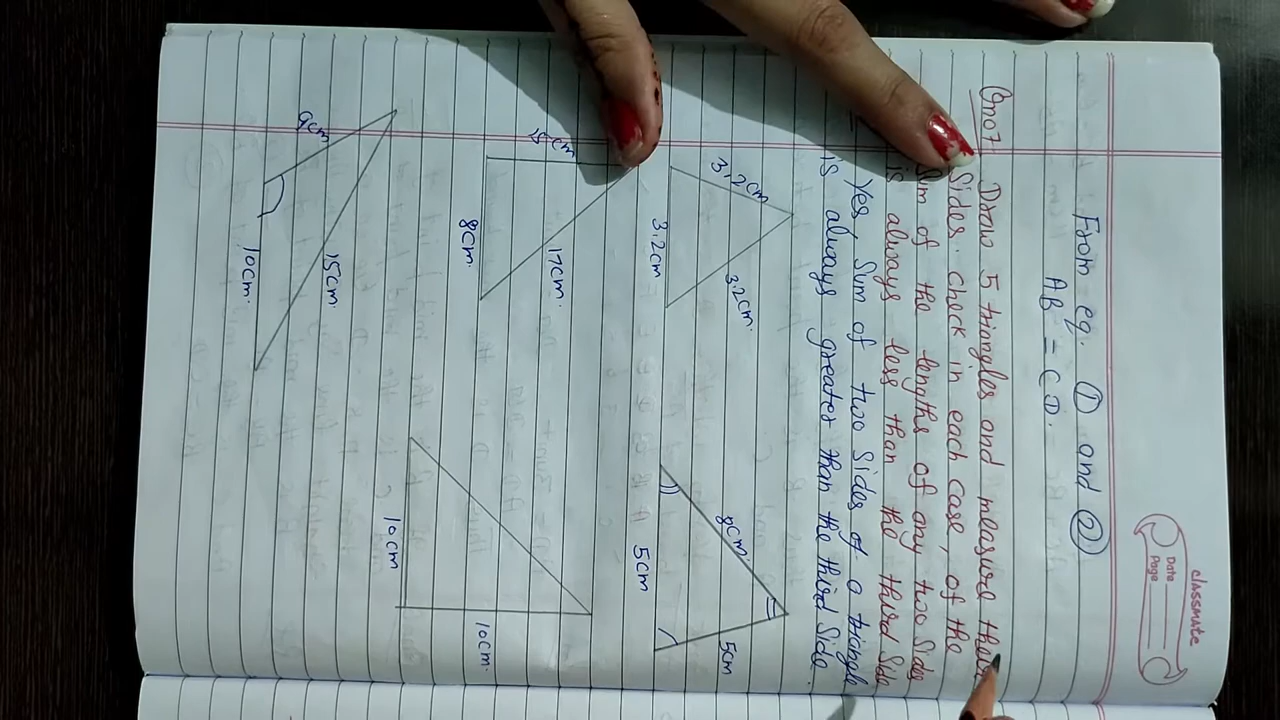 classmate
Date
Page
From eq. ① and ②
AB = CD.
Qno7 Draw 5 triangles and measure their
Sides. check in each case, of the
Sum of the lengths of any two Sides
is always less than the third Side
Yes, Sum of two Sides of a triangle
is always greater than the third Side.
3.2cm
3.2cm.
3.2cm
8cm
5cm
5cm
15cm
17cm.
8cm.
10cm.
10cm
9cm
15cm.
10cm.